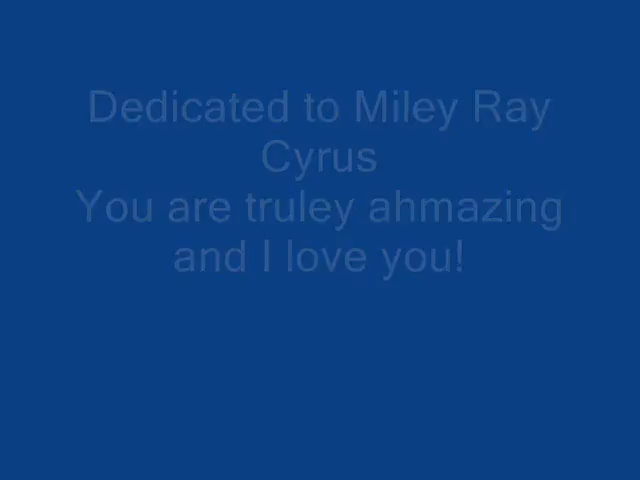 Dedicated to Miley Ray
Cyrus
You are truley ahmazing
and I love you!